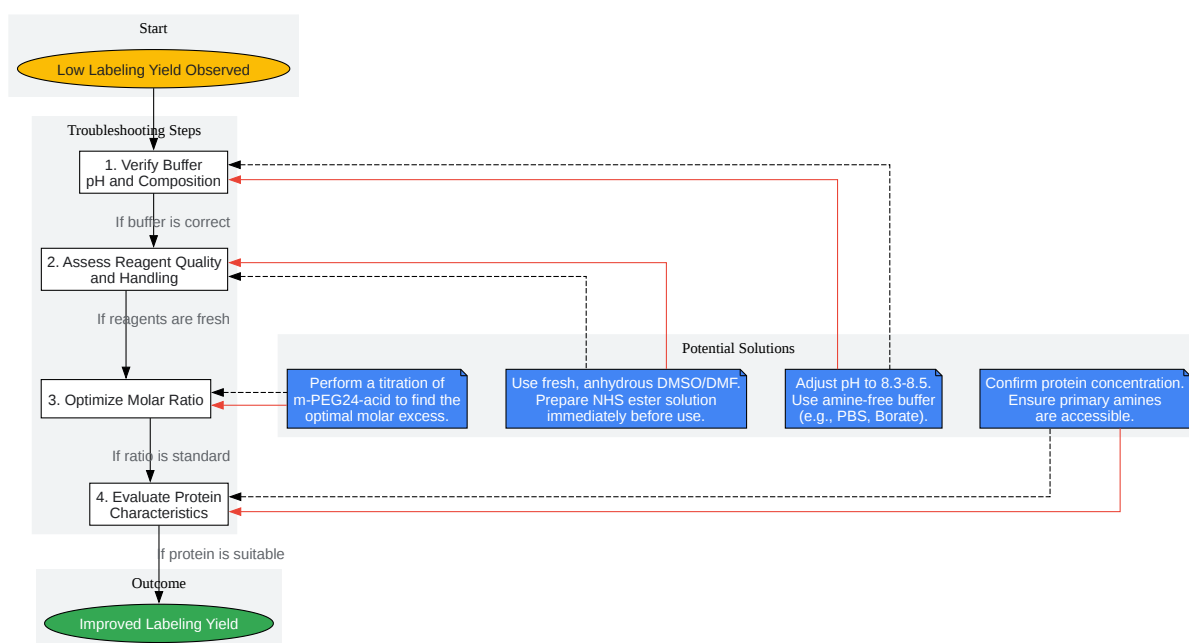 Start
Low Labeling Yield Observed
Troubleshooting Steps
1. Verify Buffer
pH and Composition
If buffer is correct
2. Assess Reagent Quality
and Handling
If reagents are fresh
Potential Solutions
3. Optimize Molar Ratio
Perform a titration of
m-PEG24-acid to find the
optimal molar excess.
Use fresh, anhydrous DMSO/DMF.
Prepare NHS ester solution
immediately before use.
Adjust pH to 8.3-8.5.
Use amine-free buffer
(e.g., PBS, Borate).
Confirm protein concentration.
Ensure primary amines
are accessible.
If ratio is standard
4. Evaluate Protein
Characteristics
If protein is suitable
Outcome
Improved Labeling Yield